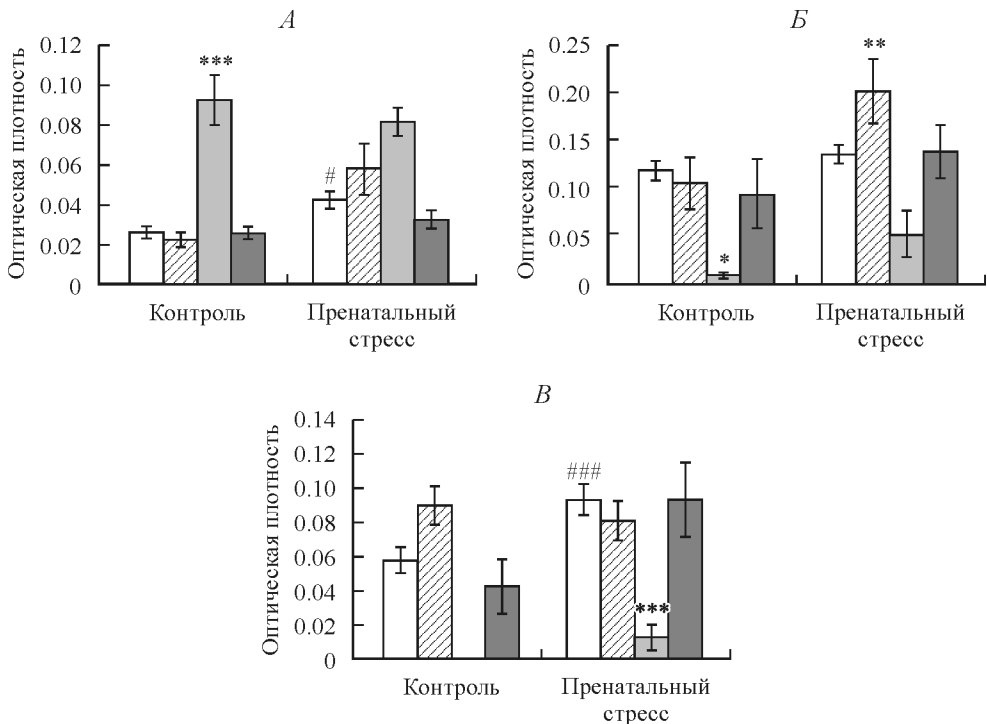 А
Оптическая плотность
0.12
0.10
0.08
0.06
0.04
0.02
0
***
#
Контроль
Пренатальный
стресс
Б
Оптическая плотность
0.25
0.20
0.15
0.10
0.05
0
*
**
Контроль
Пренатальный
стресс
В
Оптическая плотность
0.14
0.12
0.10
0.08
0.06
0.04
0.02
0
###
***
Контроль
Пренатальный
стресс